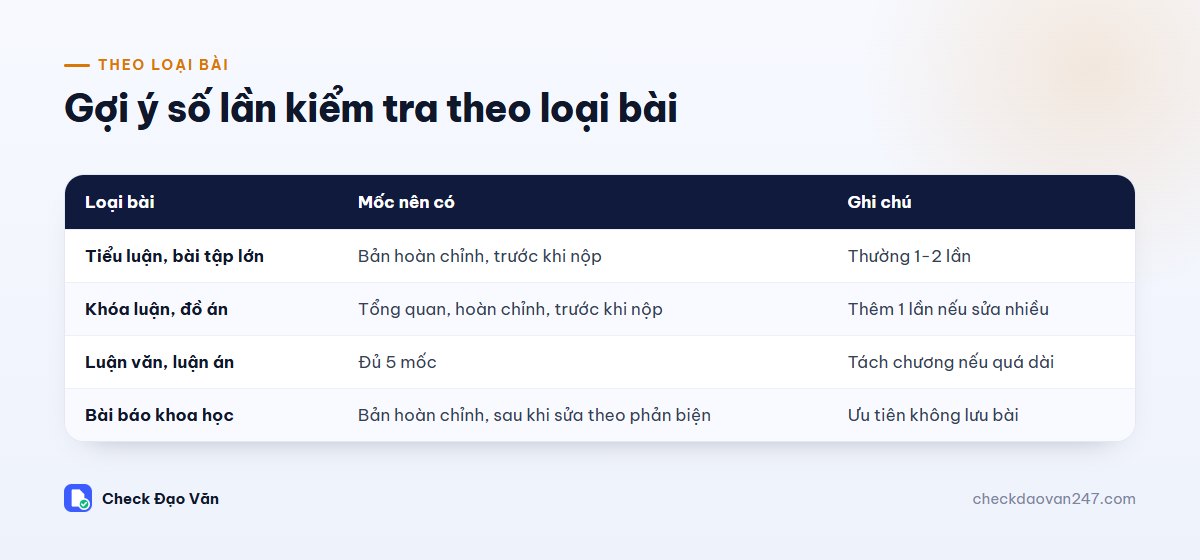 THEO LOẠI BÀI
Gợi ý số lần kiểm tra theo loại bài
Loại bài Mốc nên có Ghi chú
Tiểu luận, bài tập lớn Bản hoàn chỉnh, trước khi nộp Thường 1-2 lần
Khóa luận, đồ án Tổng quan, hoàn chỉnh, trước khi nộp Thêm 1 lần nếu sửa nhiều
Luận văn, luận án Đủ 5 mốc Tách chương nếu quá dài
Bài báo khoa học Bản hoàn chỉnh, sau khi sửa theo phản biện Ưu tiên không lưu bài
Check Đạo Văn checkdaovan247.com